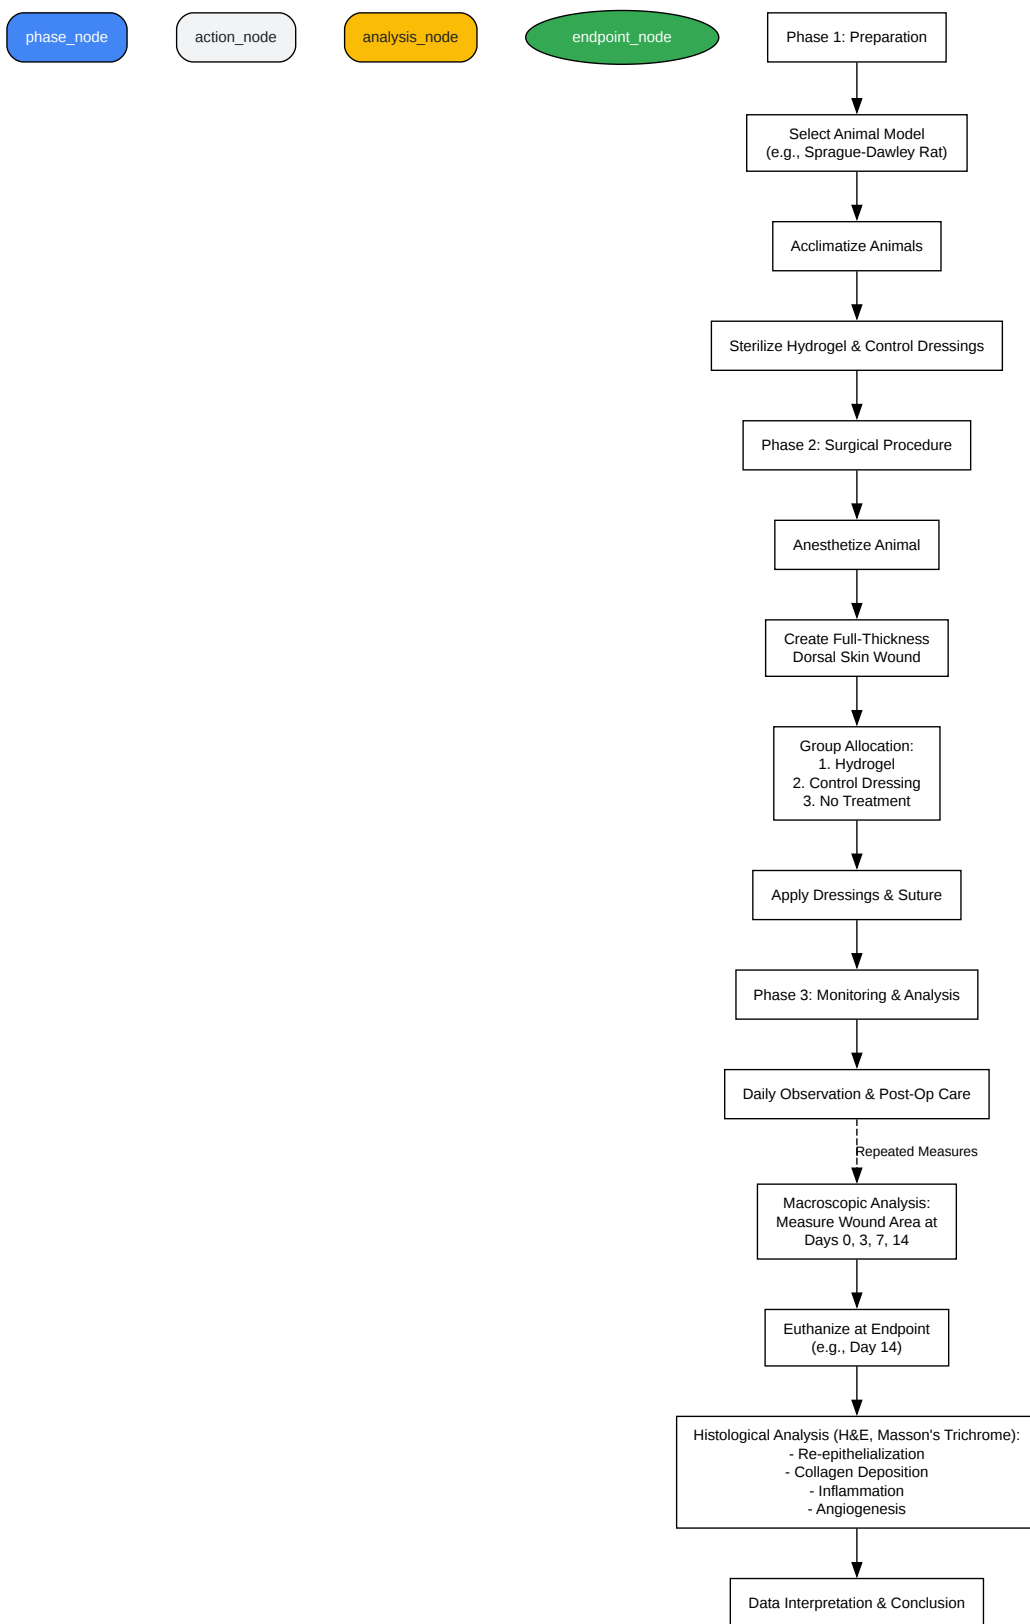 phase_node
action_node
analysis_node
endpoint_node
Phase 1: Preparation
Select Animal Model
(e.g., Sprague-Dawley Rat)
Acclimatize Animals
Sterilize Hydrogel & Control Dressings
Phase 2: Surgical Procedure
Anesthetize Animal
Create Full-Thickness
Dorsal Skin Wound
Group Allocation:
1. Hydrogel
2. Control Dressing
3. No Treatment
Apply Dressings & Suture
Phase 3: Monitoring & Analysis
Daily Observation & Post-Op Care
Repeated Measures
Macroscopic Analysis:
Measure Wound Area at
Days 0, 3, 7, 14
Euthanize at Endpoint
(e.g., Day 14)
Histological Analysis (H&E, Masson's Trichrome):
- Re-epithelialization
- Collagen Deposition
- Inflammation
- Angiogenesis
Data Interpretation & Conclusion